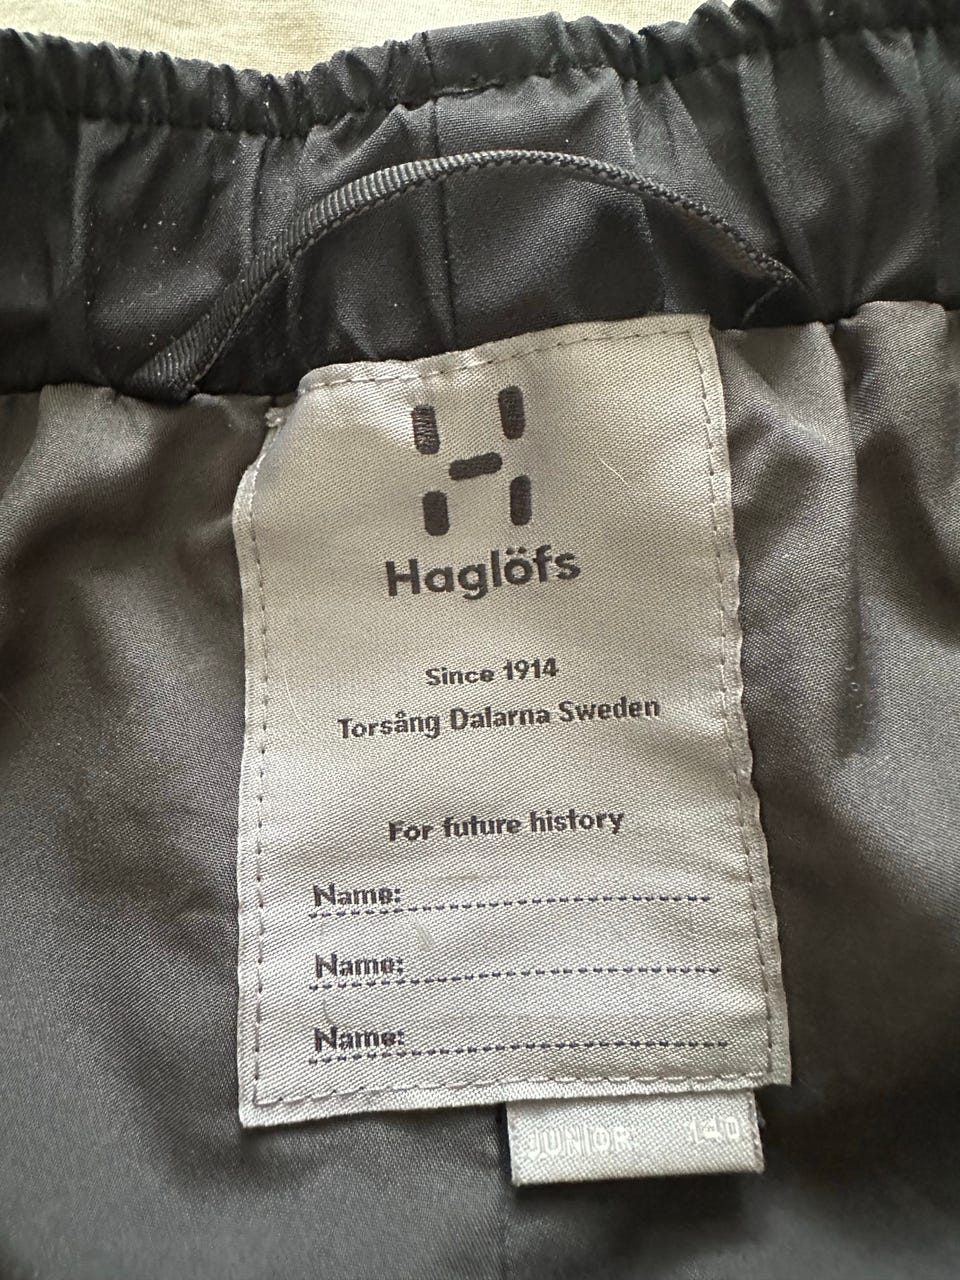 Haglöfs
Since 1914
Torsång Dalarna Sweden
For future history
Name:
Name:
Name:
JUNIOR 140